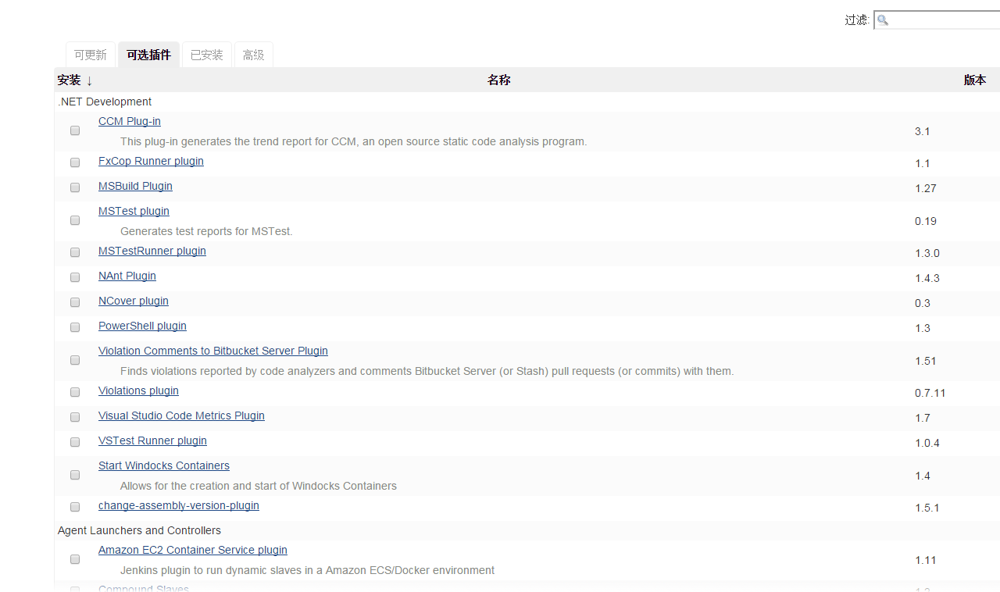 过滤:
可更新 可选插件 已安装 高级
安装 ↓ 名称 版本
.NET Development
CCM Plug-in
This plug-in generates the trend report for CCM, an open source static code analysis program.
3.1
FxCop Runner plugin 1.1
MSBuild Plugin 1.27
MSTest plugin
Generates test reports for MSTest.
0.19
MSTestRunner plugin 1.3.0
NAnt Plugin 1.4.3
NCover plugin 0.3
PowerShell plugin 1.3
Violation Comments to Bitbucket Server Plugin
Finds violations reported by code analyzers and comments Bitbucket Server (or Stash) pull requests (or commits) with them.
1.51
Violations plugin 0.7.11
Visual Studio Code Metrics Plugin 1.7
VSTest Runner plugin 1.0.4
Start Windocks Containers
Allows for the creation and start of Windocks Containers
1.4
change-assembly-version-plugin 1.5.1
Agent Launchers and Controllers
Amazon EC2 Container Service plugin
Jenkins plugin to run dynamic slaves in a Amazon ECS/Docker environment
1.11
Compound Slaves